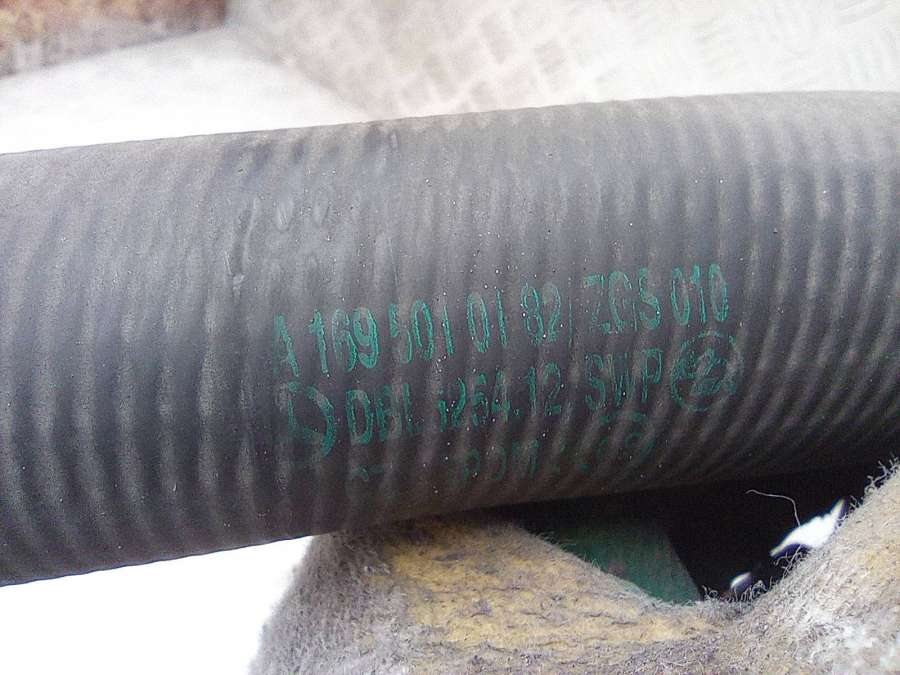 A 169 501 01 82 ZGS 010
DBL 6254.12 SWP